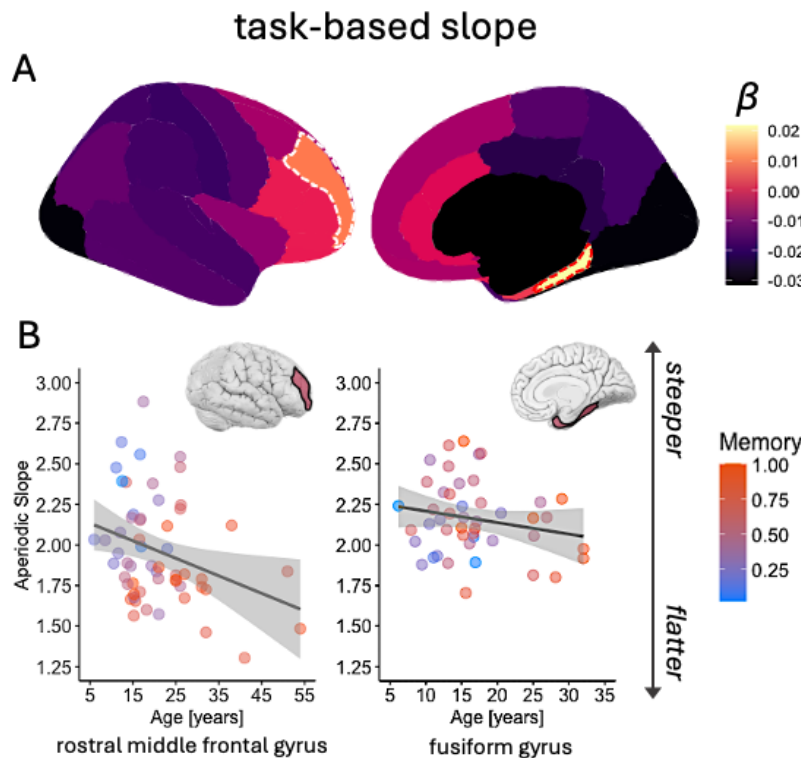 task-based slope
A
β
0.02
0.01
0.00
-0.01
-0.02
-0.03
B
3.00
2.75
2.50
2.25
2.00
1.75
1.50
1.25
Aperiodic Slope
5 15 25 35 45 55
Age [years]
rostral middle frontal gyrus
3.00
2.75
2.50
2.25
2.00
1.75
1.50
1.25
5 10 15 20 25 30 35
Age [years]
fusiform gyrus
steeper
flatter
Memory
1.00
0.75
0.50
0.25